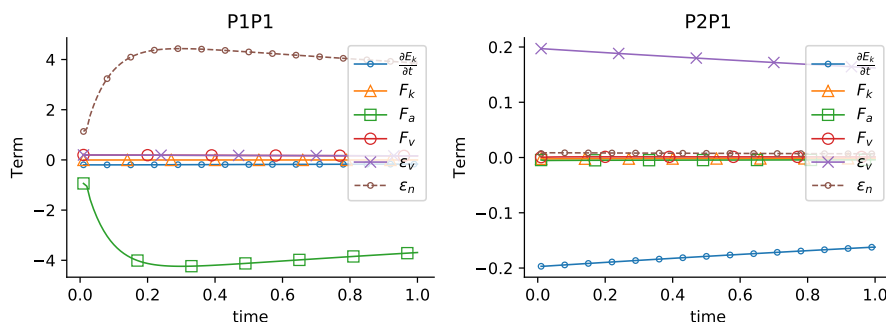 P1P1
4
2
0
−2
−4
Term
0.0 0.2 0.4 0.6 0.8 1.0
time
∂E_k/∂t
F_k
F_a
F_v
ε_v
ε_n
P2P1
0.2
0.1
0.0
−0.1
−0.2
Term
0.0 0.2 0.4 0.6 0.8 1.0
time
∂E_k/∂t
F_k
F_a
F_v
ε_v
ε_n